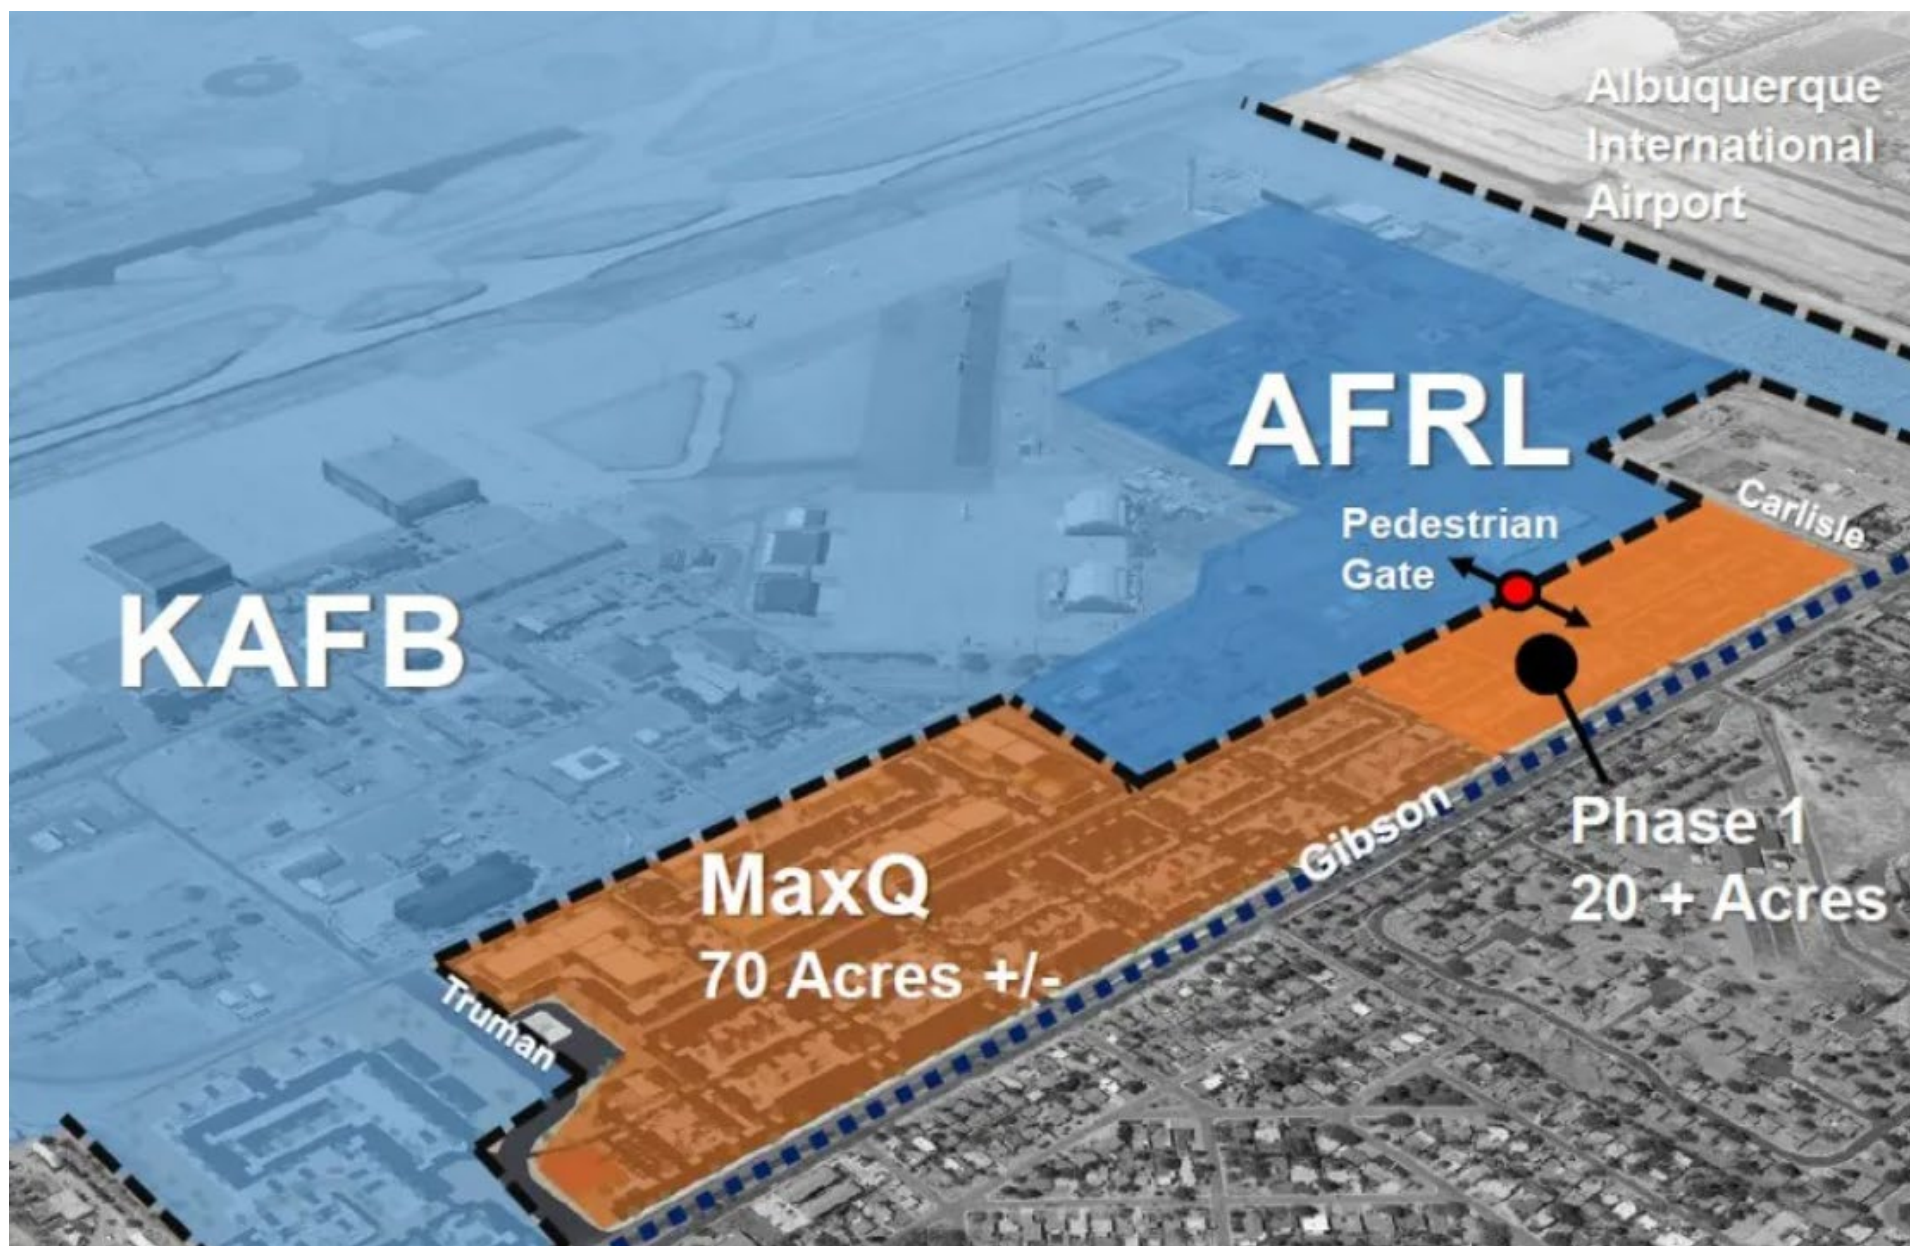 Albuquerque
International
Airport
AFRL
Carlisle
Pedestrian
Gate
KAFB
Gibson
Phase 1
20 + Acres
MaxQ
70 Acres +/-
Truman